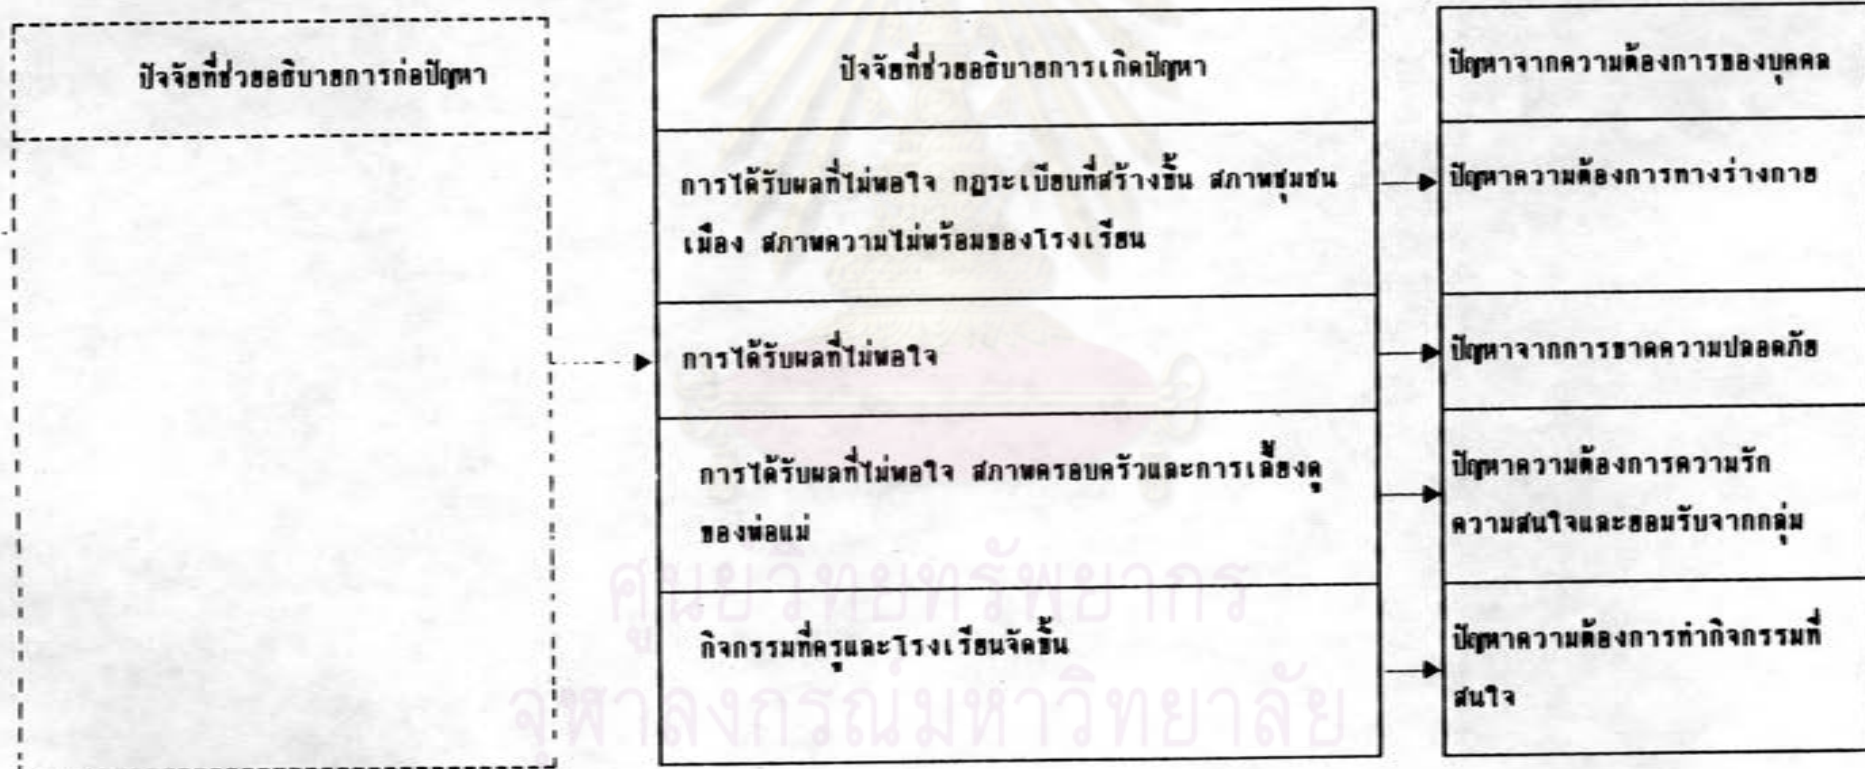 ปัจจัยที่ช่วยอธิบายการก่อปัญหา
ปัจจัยที่ช่วยอธิบายการเกิดปัญหา
ปัญหาจากความต้องการของบุคคล
การได้รับผลที่ไม่พอใจ กฎระเบียบที่สร้างขึ้น สภาพชุมชน
เมือง สภาพความไม่พร้อมของโรงเรียน
ปัญหาความต้องการทางร่างกาย
การได้รับผลที่ไม่พอใจ
ปัญหาจากการขาดความปลอดภัย
การได้รับผลที่ไม่พอใจ สภาพครอบครัวและการเลี้ยงดู
ของพ่อแม่
ปัญหาความต้องการความรัก
ความสนใจและยอมรับจากกลุ่ม
กิจกรรมที่ครูและโรงเรียนจัดขึ้น
ปัญหาความต้องการทำกิจกรรมที่
สนใจ
ศูนย์วิทยทรัพยากร
จุฬาลงกรณ์มหาวิทยาลัย